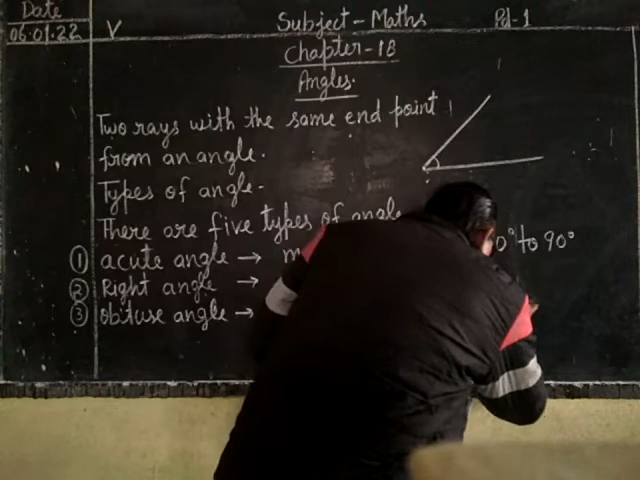 Date
Subject - Maths
Pd - 1
06.01.22
V
Chapter - 18
Angles.
Two rays with the same end point
from an angle.
Types of angle -
There are five types of angle
① acute angle → 0° to 90°
② Right angle →
③ obituse angle →